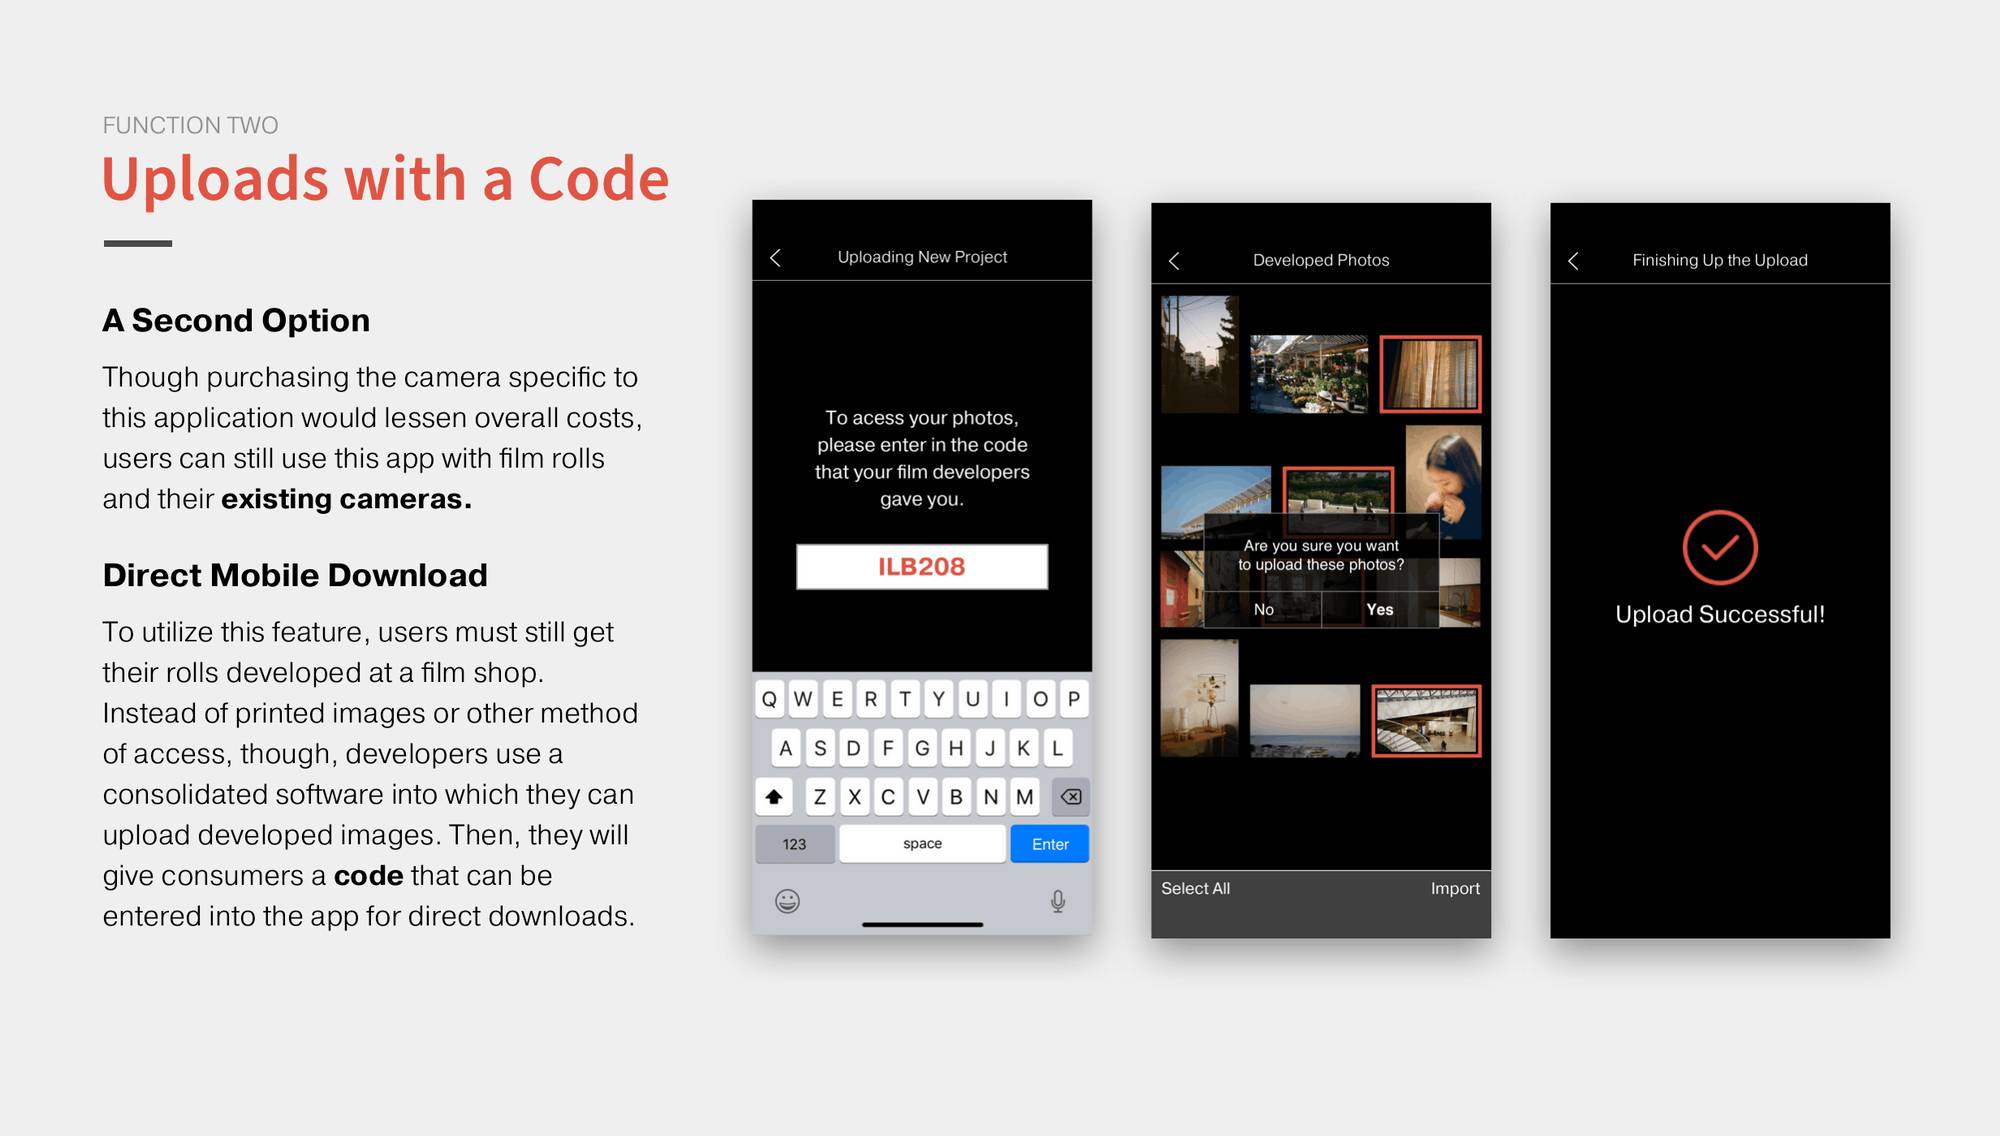 FUNCTION TWO
Uploads with a Code
A Second Option
Though purchasing the camera specific to
this application would lessen overall costs,
users can still use this app with film rolls
and their existing cameras.
Direct Mobile Download
To utilize this feature, users must still get
their rolls developed at a film shop.
Instead of printed images or other method
of access, though, developers use a
consolidated software into which they can
upload developed images. Then, they will
give consumers a code that can be
entered into the app for direct downloads.
Uploading New Project
To acess your photos,
please enter in the code
that your film developers
gave you.
ILB208
Q W E R T Y U I O P
A S D F G H J K L
Z X C V B N M
123 space Enter
Developed Photos
Are you sure you want
to upload these photos?
No Yes
Select All Import
Finishing Up the Upload
Upload Successful!